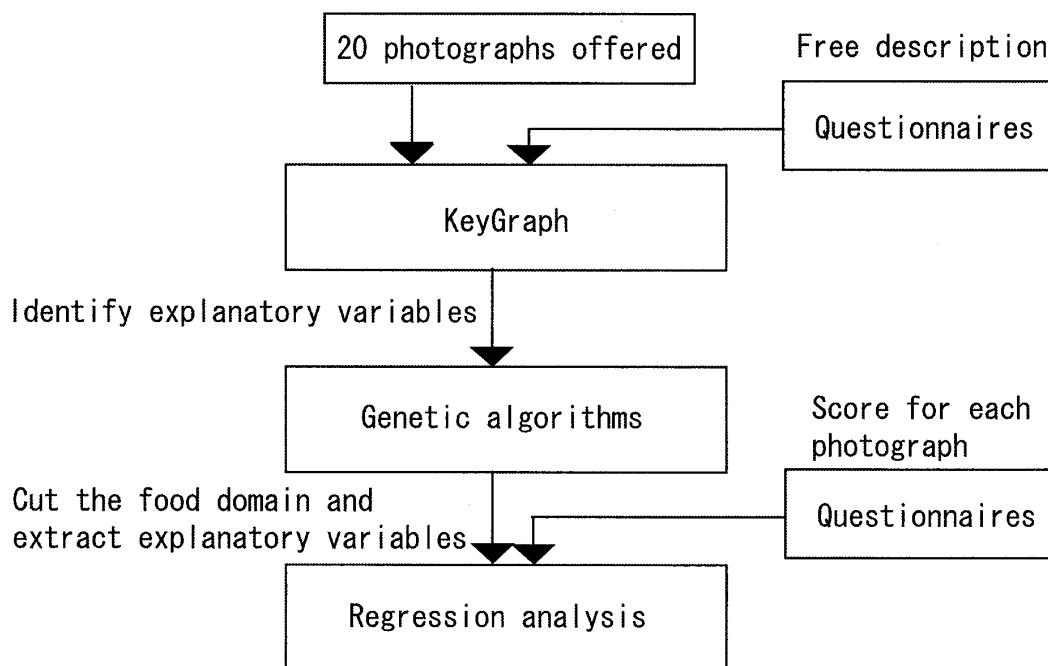 20 photographs offered
Free description
Questionnaires
KeyGraph
Identify explanatory variables
Genetic algorithms
Score for each
photograph
Cut the food domain and
extract explanatory variables
Questionnaires
Regression analysis